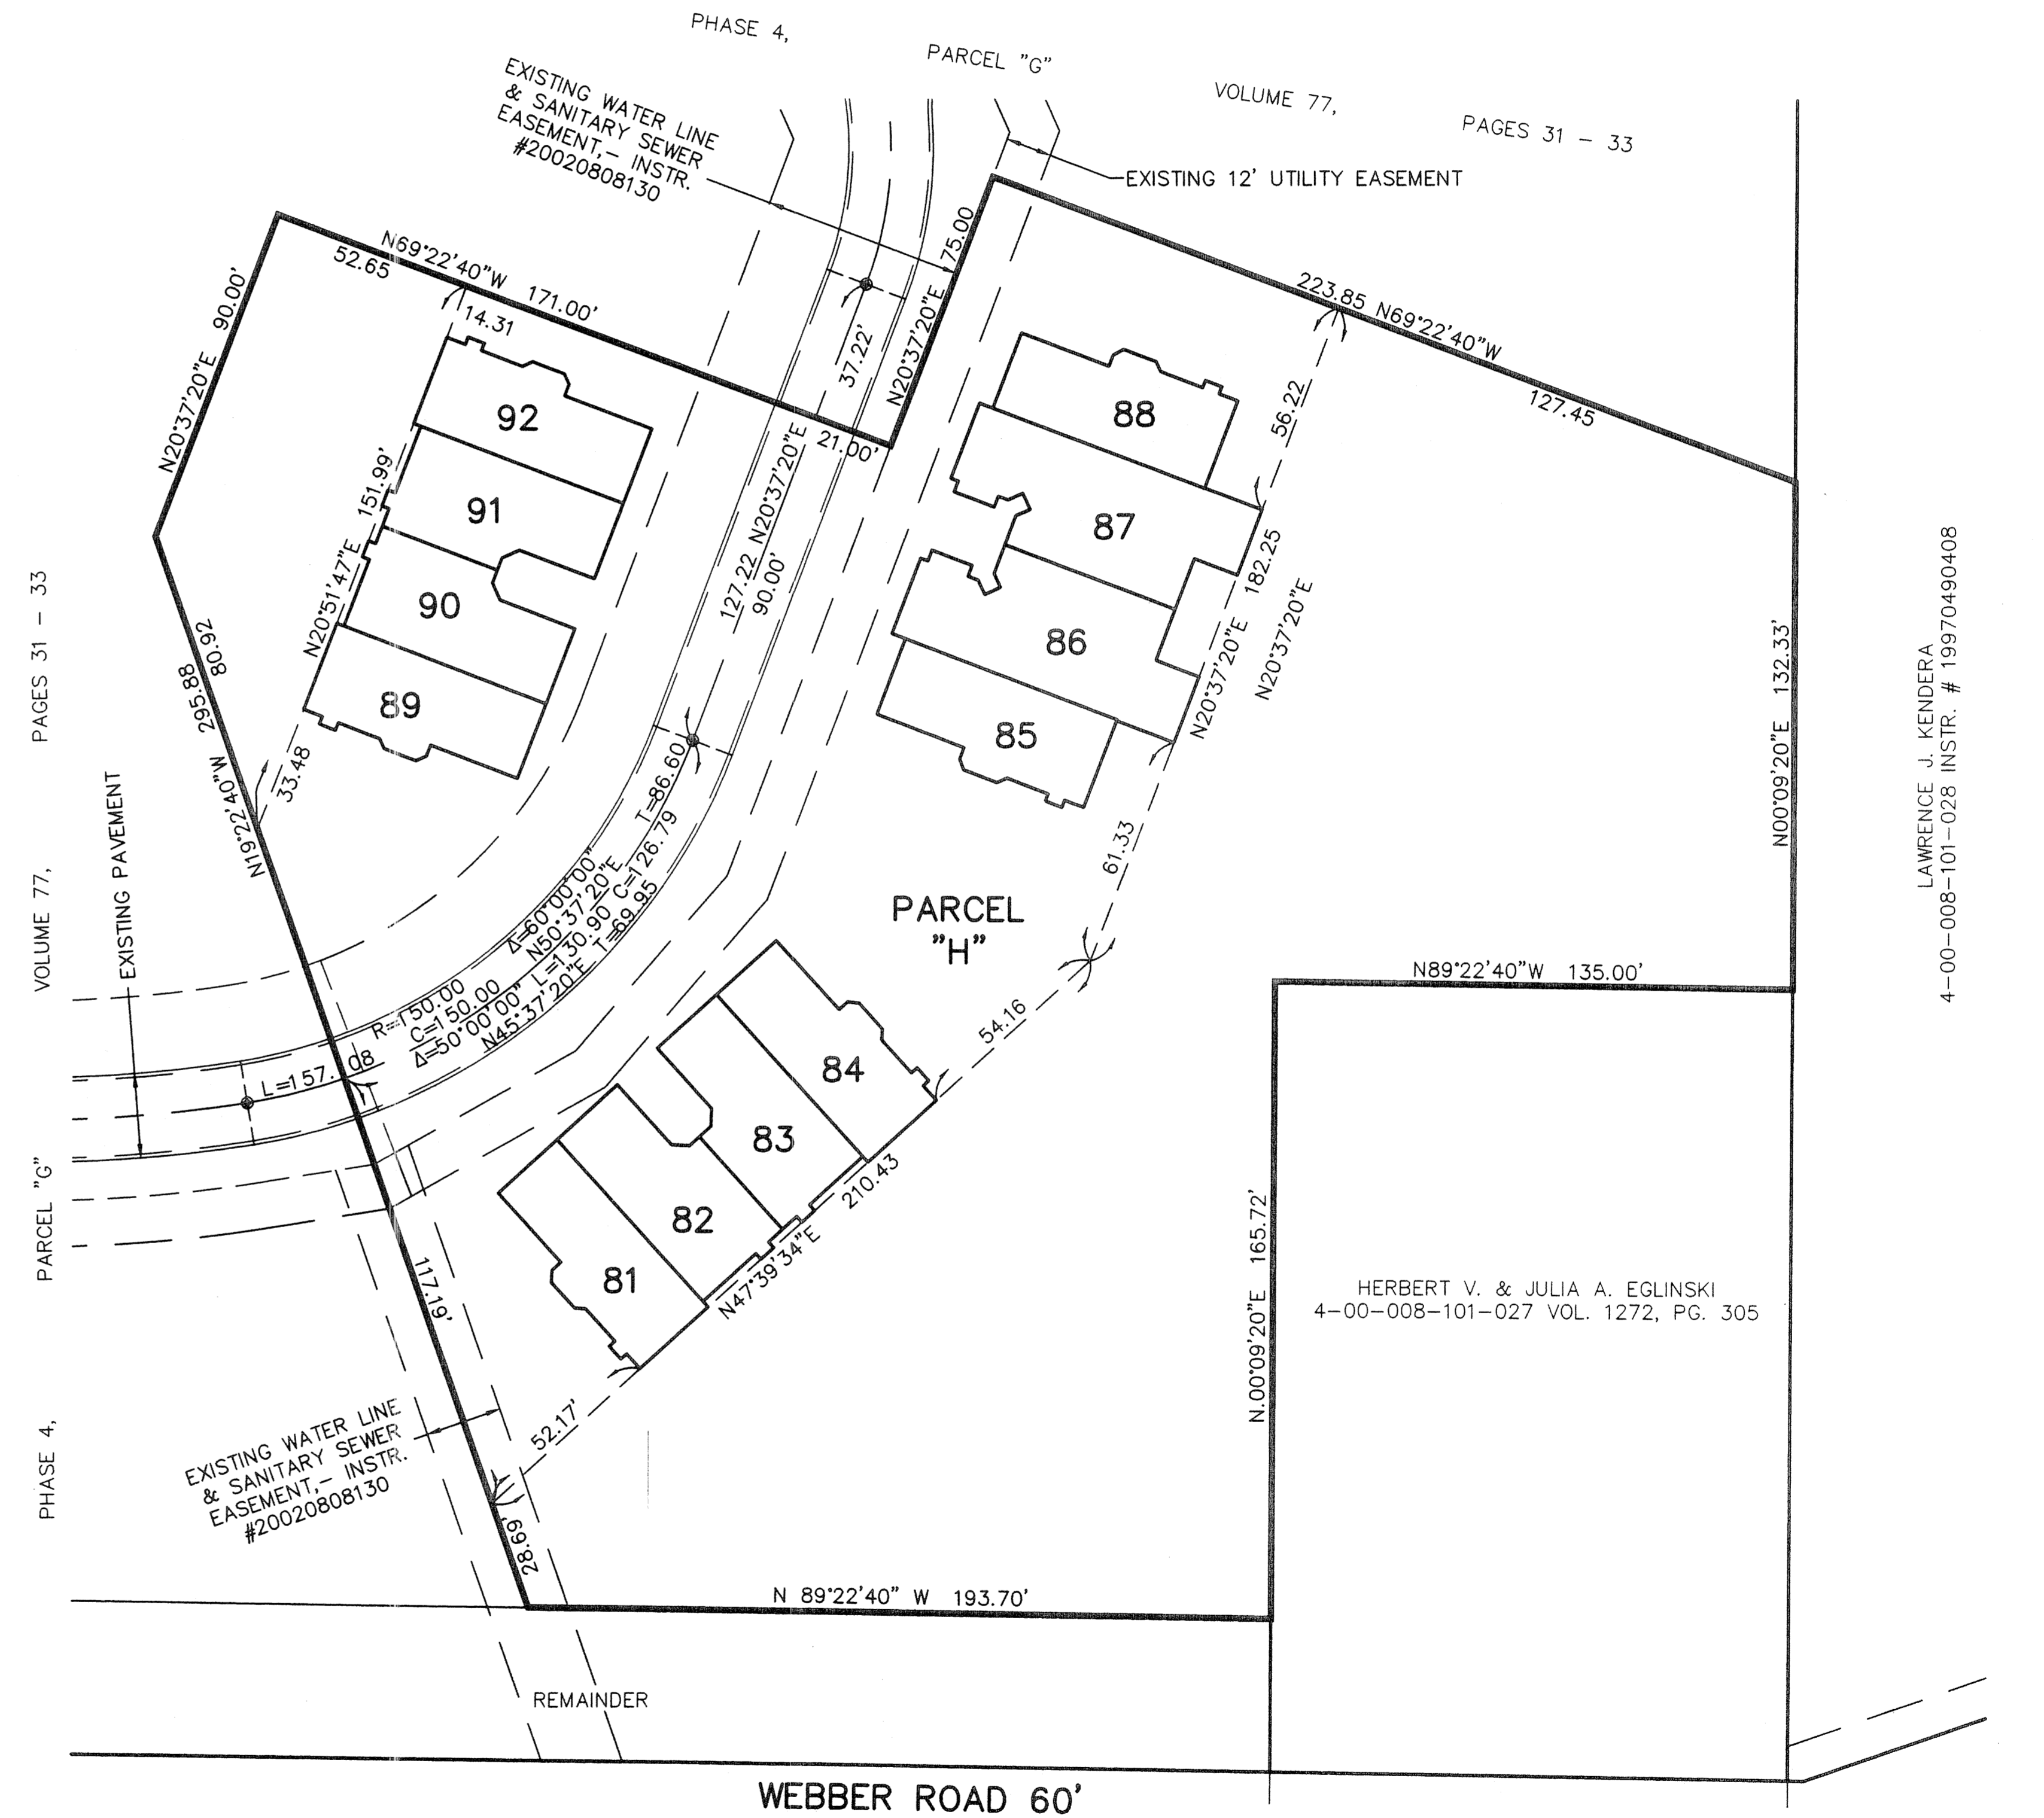 PHASE 4,
PARCEL "G"
VOLUME 77,
PAGES 31 – 33
EXISTING WATER LINE
& SANITARY SEWER
EASEMENT,– INSTR.
#20020808130
EXISTING 12' UTILITY EASEMENT
N69°22'40"W 171.00'
52.65
14.31
N20°37'20"E 90.00'
N20°37'20"E 75.00
37.22'
21.00'
223.85 N69°22'40"W
127.45
56.22
92
91
90
89
N20°51'47"E 151.99'
33.48
295.88
80.92
N19°22'40"W
127.22 N20°37'20"E
90.00'
88
87
86
85
182.25
N20°37'20"E
N20°37'20"E
61.33
N00°09'20"E 132.33'
LAWRENCE J. KENDERA
4–00–008–101–028 INSTR. # 19970490408
PAGES 31 – 33
VOLUME 77,
PARCEL "G"
PHASE 4,
EXISTING PAVEMENT
T=86.60
Δ=60°00'00"
N50°37'20"E
R=150.00
C=150.00
L=157.08
Δ=50°00'00" L=130.90 C=126.79
N45°37'20"E T=69.95
PARCEL
"H"
54.16
N89°22'40"W 135.00'
84
83
82
81
210.43
N47°39'34"E
117.19'
52.17'
28.69'
EXISTING WATER LINE
& SANITARY SEWER
EASEMENT,– INSTR.
#20020808130
N.00°09'20"E 165.72'
HERBERT V. & JULIA A. EGLINSKI
4–00–008–101–027 VOL. 1272, PG. 305
N 89°22'40" W 193.70'
REMAINDER
WEBBER ROAD 60'